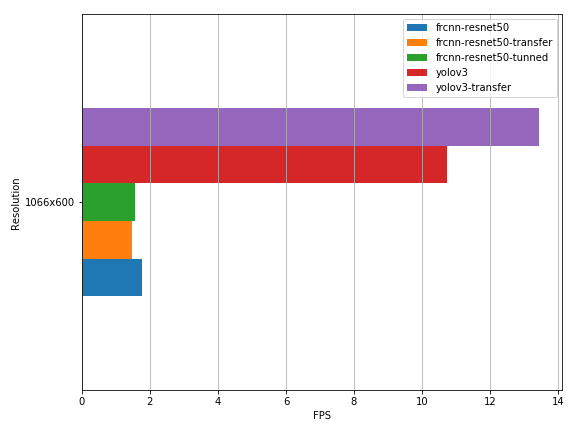 frcnn-resnet50
frcnn-resnet50-transfer
frcnn-resnet50-tunned
yolov3
yolov3-transfer
Resolution
1066x600
0 2 4 6 8 10 12 14
FPS